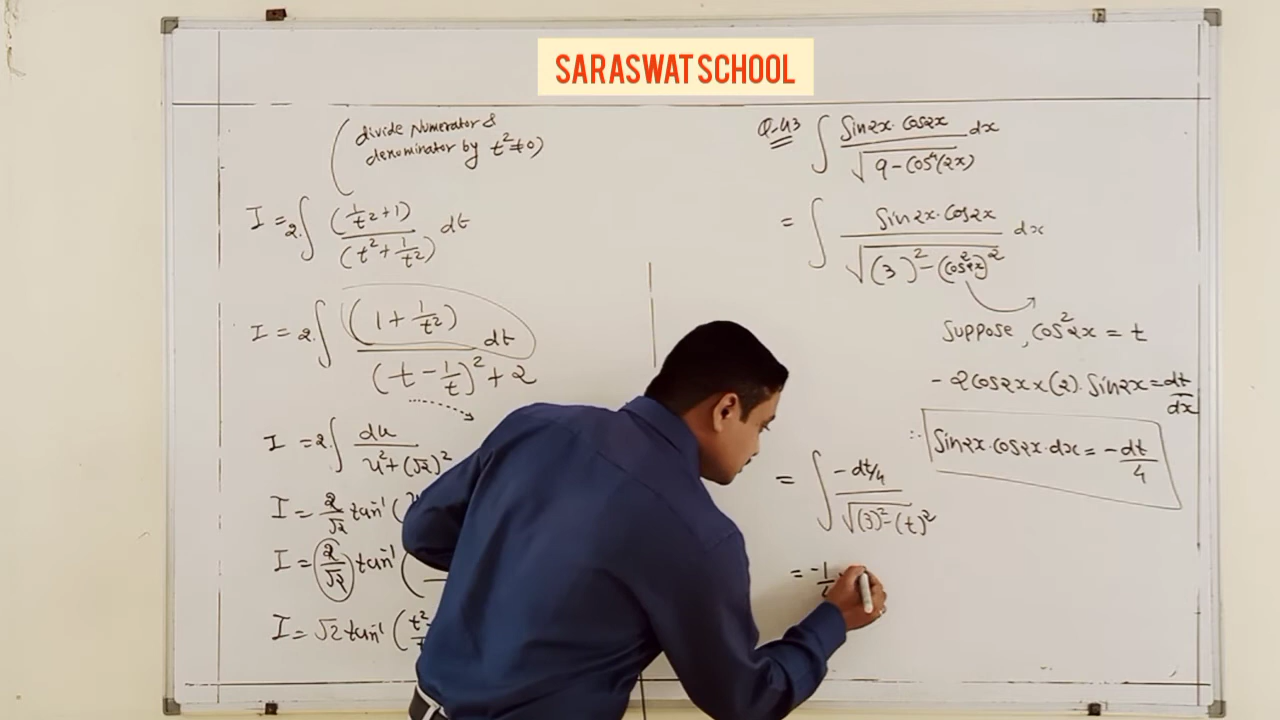 SARASWAT SCHOOL
(divide Numerator &
denominator by t² ≠ 0)
I = 2.∫ (1/t² + 1) / (t² + 1/t²) dt
I = 2.∫ (1 + 1/t²) dt / ((t - 1/t)² + 2)
I = 2.∫ du / (u² + (√2)²
I = 2/√2 tan⁻¹ (
I = (2/√2) tan⁻¹ (
I = √2 tan⁻¹ (t²
Q-43 ∫ Sin2x · Cos2x / √(9 - Cos⁴(2x)) dx
= ∫ Sin2x · Cos2x / √((3)² - (Cos²2x)²) dx
Suppose, Cos²2x = t
- 2Cos2x × (2) · Sin2x = dt/dx
∴ Sin2x · Cos2x · dx = -dt/4
= ∫ -dt/4 / √((3)² - (t)²
= -1/4